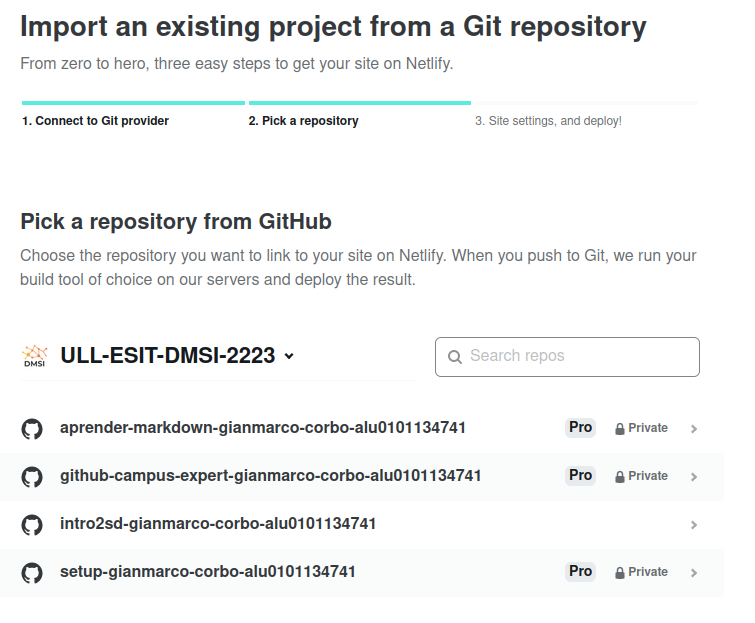 Import an existing project from a Git repository
From zero to hero, three easy steps to get your site on Netlify.
1. Connect to Git provider
2. Pick a repository
3. Site settings, and deploy!
Pick a repository from GitHub
Choose the repository you want to link to your site on Netlify. When you push to Git, we run your
build tool of choice on our servers and deploy the result.
DMSI
ULL-ESIT-DMSI-2223
Search repos
aprender-markdown-gianmarco-corbo-alu0101134741 Pro Private
github-campus-expert-gianmarco-corbo-alu0101134741 Pro Private
intro2sd-gianmarco-corbo-alu0101134741
setup-gianmarco-corbo-alu0101134741 Pro Private